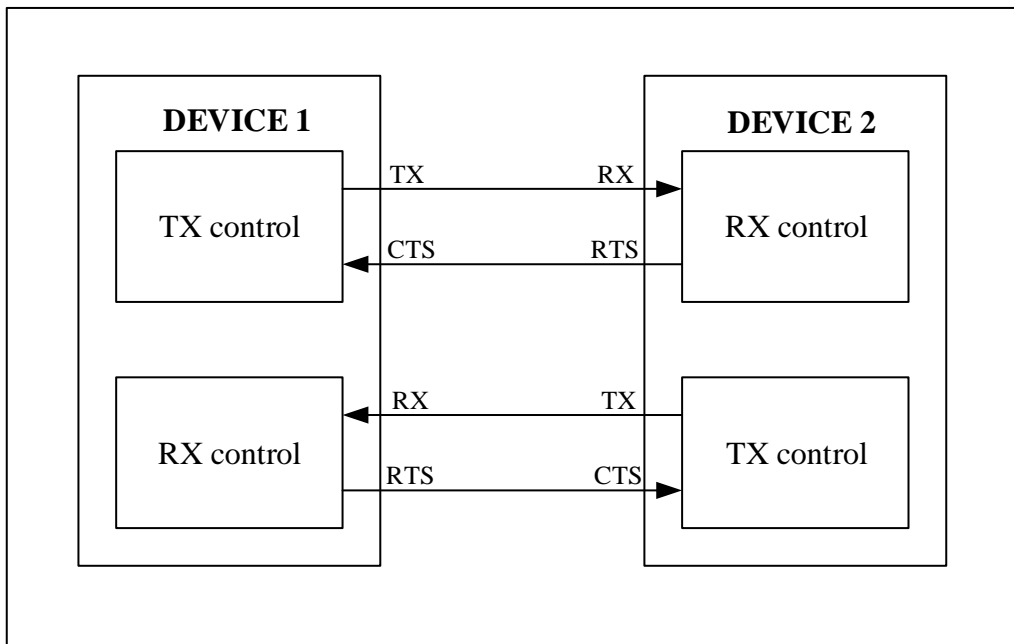 DEVICE 1
DEVICE 2
TX control
TX
RX
RX control
CTS
RTS
RX control
RX
TX
TX control
RTS
CTS